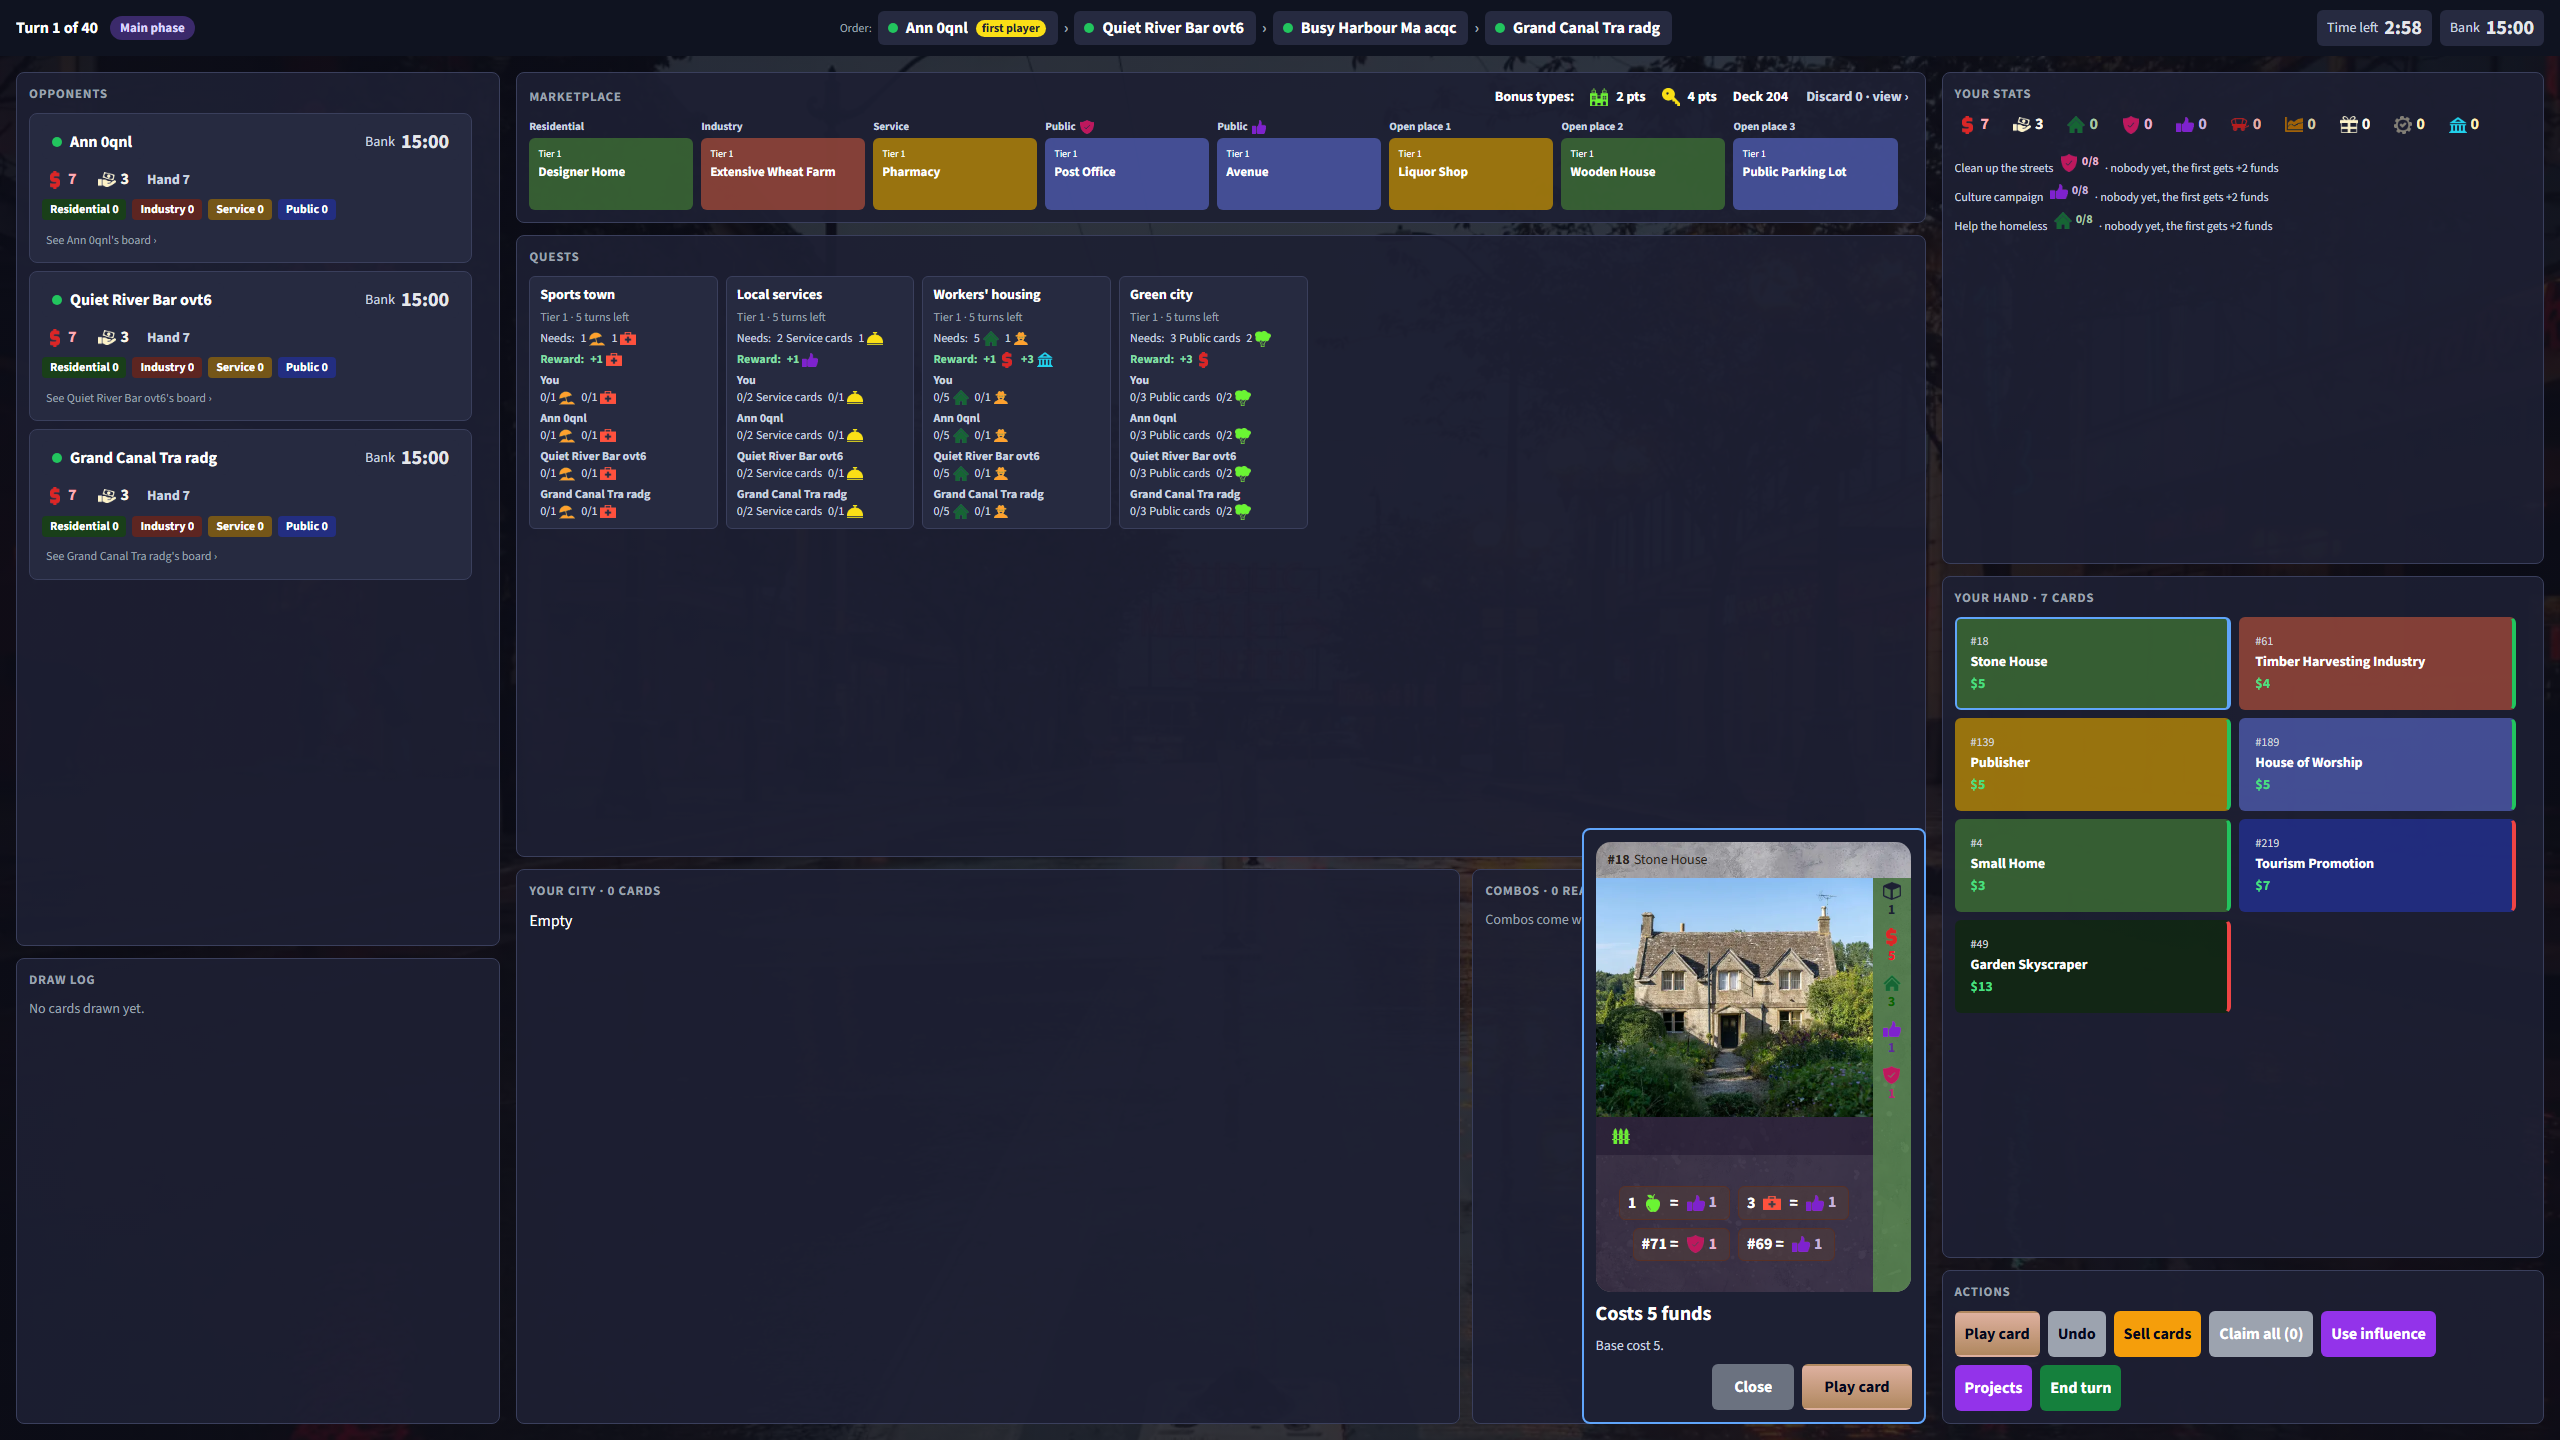 Turn 1 of 40 Main phase
Order: Ann 0qnl first player › Quiet River Bar ovt6 › Busy Harbour Ma acqc › Grand Canal Tra radg
Time left 2:58 Bank 15:00
OPPONENTS
Ann 0qnl Bank 15:00
7 3 Hand 7
Residential 0 Industry 0 Service 0 Public 0
See Ann 0qnl's board ›
Quiet River Bar ovt6 Bank 15:00
7 3 Hand 7
Residential 0 Industry 0 Service 0 Public 0
See Quiet River Bar ovt6's board ›
Grand Canal Tra radg Bank 15:00
7 3 Hand 7
Residential 0 Industry 0 Service 0 Public 0
See Grand Canal Tra radg's board ›
DRAW LOG
No cards drawn yet.
MARKETPLACE
Bonus types: 2 pts 4 pts Deck 204 Discard 0 · view ›
Residential Industry Service Public Public Open place 1 Open place 2 Open place 3
Tier 1 Tier 1 Tier 1 Tier 1 Tier 1 Tier 1 Tier 1 Tier 1
Designer Home Extensive Wheat Farm Pharmacy Post Office Avenue Liquor Shop Wooden House Public Parking Lot
QUESTS
Sports town
Tier 1 · 5 turns left
Needs: 1 1
Reward: +1
You
0/1 0/1
Ann 0qnl
0/1 0/1
Quiet River Bar ovt6
0/1 0/1
Grand Canal Tra radg
0/1 0/1
Local services
Tier 1 · 5 turns left
Needs: 2 Service cards 1
Reward: +1
You
0/2 Service cards 0/1
Ann 0qnl
0/2 Service cards 0/1
Quiet River Bar ovt6
0/2 Service cards 0/1
Grand Canal Tra radg
0/2 Service cards 0/1
Workers' housing
Tier 1 · 5 turns left
Needs: 5 1
Reward: +1 +3
You
0/5 0/1
Ann 0qnl
0/5 0/1
Quiet River Bar ovt6
0/5 0/1
Grand Canal Tra radg
0/5 0/1
Green city
Tier 1 · 5 turns left
Needs: 3 Public cards 2
Reward: +3
You
0/3 Public cards 0/2
Ann 0qnl
0/3 Public cards 0/2
Quiet River Bar ovt6
0/3 Public cards 0/2
Grand Canal Tra radg
0/3 Public cards 0/2
YOUR CITY · 0 CARDS
Empty
COMBOS · 0 REA
Combos come w
#18 Stone House
1
5
3
1
1
1 = 1 3 = 1
#71 = 1 #69 = 1
Costs 5 funds
Base cost 5.
Close Play card
YOUR STATS
7 3 0 0 0 0 0 0 0 0
Clean up the streets 0/8 · nobody yet, the first gets +2 funds
Culture campaign 0/8 · nobody yet, the first gets +2 funds
Help the homeless 0/8 · nobody yet, the first gets +2 funds
YOUR HAND · 7 CARDS
#18
Stone House
$5
#61
Timber Harvesting Industry
$4
#139
Publisher
$5
#189
House of Worship
$5
#4
Small Home
$3
#219
Tourism Promotion
$7
#49
Garden Skyscraper
$13
ACTIONS
Play card Undo Sell cards Claim all (0) Use influence
Projects End turn